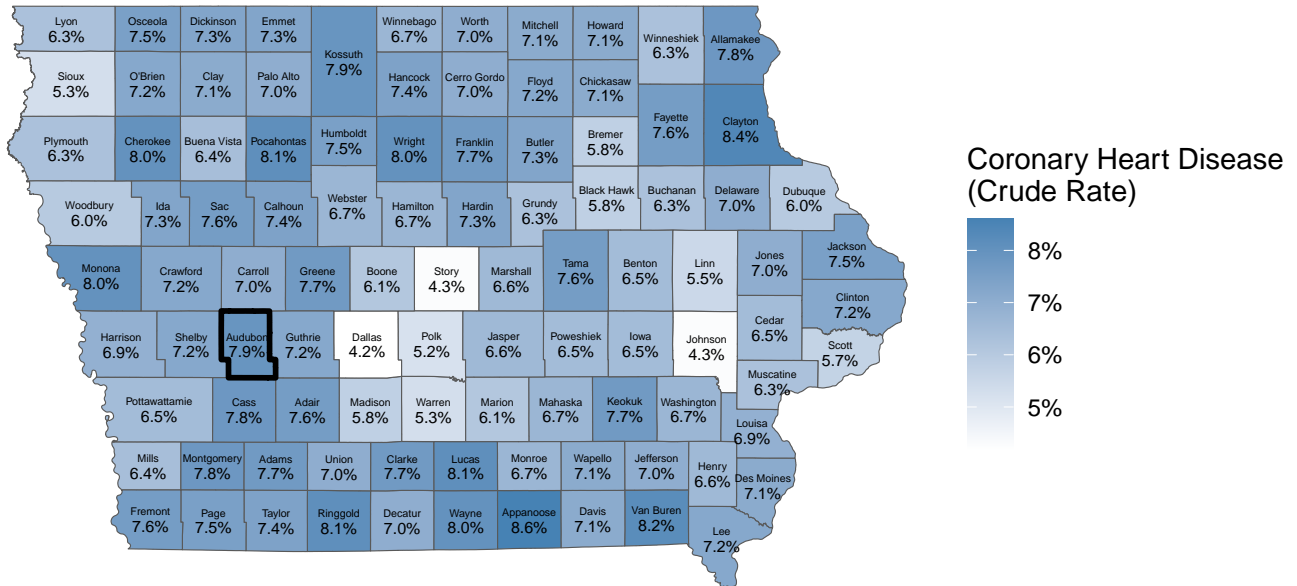 Lyon Osceola Dickinson Emmet Winnebago Worth Mitchell Howard Winneshiek Allamakee
6.3% 7.5% 7.3% 7.3% 6.7% 7.0% 7.1% 7.1% 6.3% 7.8%
Kossuth
7.9%
Sioux O'Brien Clay Palo Alto Hancock Cerro Gordo Floyd Chickasaw
5.3% 7.2% 7.1% 7.0% 7.4% 7.0% 7.2% 7.1%
Fayette Clayton
7.6% 8.4%
Plymouth Cherokee Buena Vista Pocahontas Humboldt Wright Franklin Butler Bremer
6.3% 8.0% 6.4% 8.1% 7.5% 8.0% 7.7% 7.3% 5.8%
Coronary Heart Disease
(Crude Rate)
8%
7%
6%
5%
Woodbury Ida Sac Calhoun Webster Hamilton Hardin Grundy Black Hawk Buchanan Delaware Dubuque
6.0% 7.3% 7.6% 7.4% 6.7% 6.7% 7.3% 6.3% 5.8% 6.3% 7.0% 6.0%
Monona Crawford Carroll Greene Boone Story Marshall Tama Benton Linn Jones Jackson
8.0% 7.2% 7.0% 7.7% 6.1% 4.3% 6.6% 7.6% 6.5% 5.5% 7.0% 7.5%
Clinton
7.2%
Harrison Shelby Audubon Guthrie Dallas Polk Jasper Poweshiek Iowa Johnson Cedar Scott
6.9% 7.2% 7.9% 7.2% 4.2% 5.2% 6.6% 6.5% 6.5% 4.3% 6.5% 5.7%
Muscatine
6.3%
Pottawattamie Cass Adair Madison Warren Marion Mahaska Keokuk Washington
6.5% 7.8% 7.6% 5.8% 5.3% 6.1% 6.7% 7.7% 6.7%
Louisa
6.9%
Mills Montgomery Adams Union Clarke Lucas Monroe Wapello Jefferson Henry Des Moines
6.4% 7.8% 7.7% 7.0% 7.7% 8.1% 6.7% 7.1% 7.0% 6.6% 7.1%
Fremont Page Taylor Ringgold Decatur Wayne Appanoose Davis Van Buren Lee
7.6% 7.5% 7.4% 8.1% 7.0% 8.0% 8.6% 7.1% 8.2% 7.2%